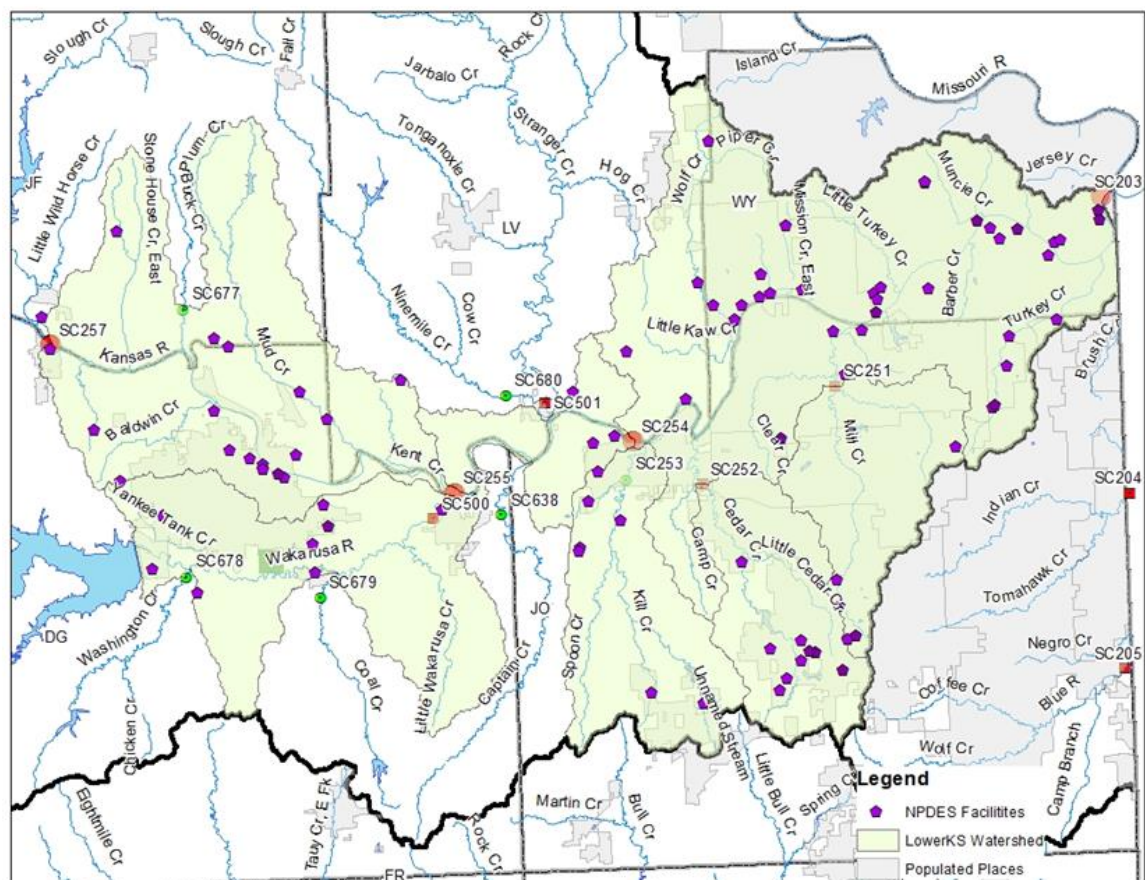 Slough Cr
Slough Cr
Fall Cr
Rock Cr
Jarbalo Cr
Island Cr
Missouri R
Tonganoxie Cr
Stranger Cr
Hog Cr
Wolf Cr
Piper Cr
Muncie Cr
Jersey Cr
SC203
Little Wild Horse Cr
JF
Stone House Cr, East
Plum Cr
Buck Cr
LV
WY
Mission Cr, East
Little Turkey Cr
Barber Cr
Turkey Cr
Brush Cr
SC677
SC257
Kansas R
Mud Cr
Ninemile Cr
Cow Cr
Little Kaw Cr
SC680
SC501
SC251
Baldwin Cr
Kent Cr
SC254
SC253
SC252
Clear Cr
Mill Cr
SC255
SC500
SC638
SC204
Indian Cr
Yankee Tank Cr
Wakarusa R
Cedar Cr
Camp Cr
Little Cedar Cr
SC678
SC679
Washington Cr
DG
JO
Tomahawk Cr
Negro Cr
SC205
Blue R
Coffee Cr
Wolf Cr
Camp Branch
Chicken Cr
Coal Cr
Little Wakarusa Cr
Captain Cr
Spoon Cr
Kill Cr
Unnamed Stream
Little Bull Cr
Spring C
Eightmile Cr
Tauy Cr, E Fk
Rock Cr
Martin Cr
Bull Cr
FR
Legend
NPDES Facilitites
LowerKS Watershed
Populated Places